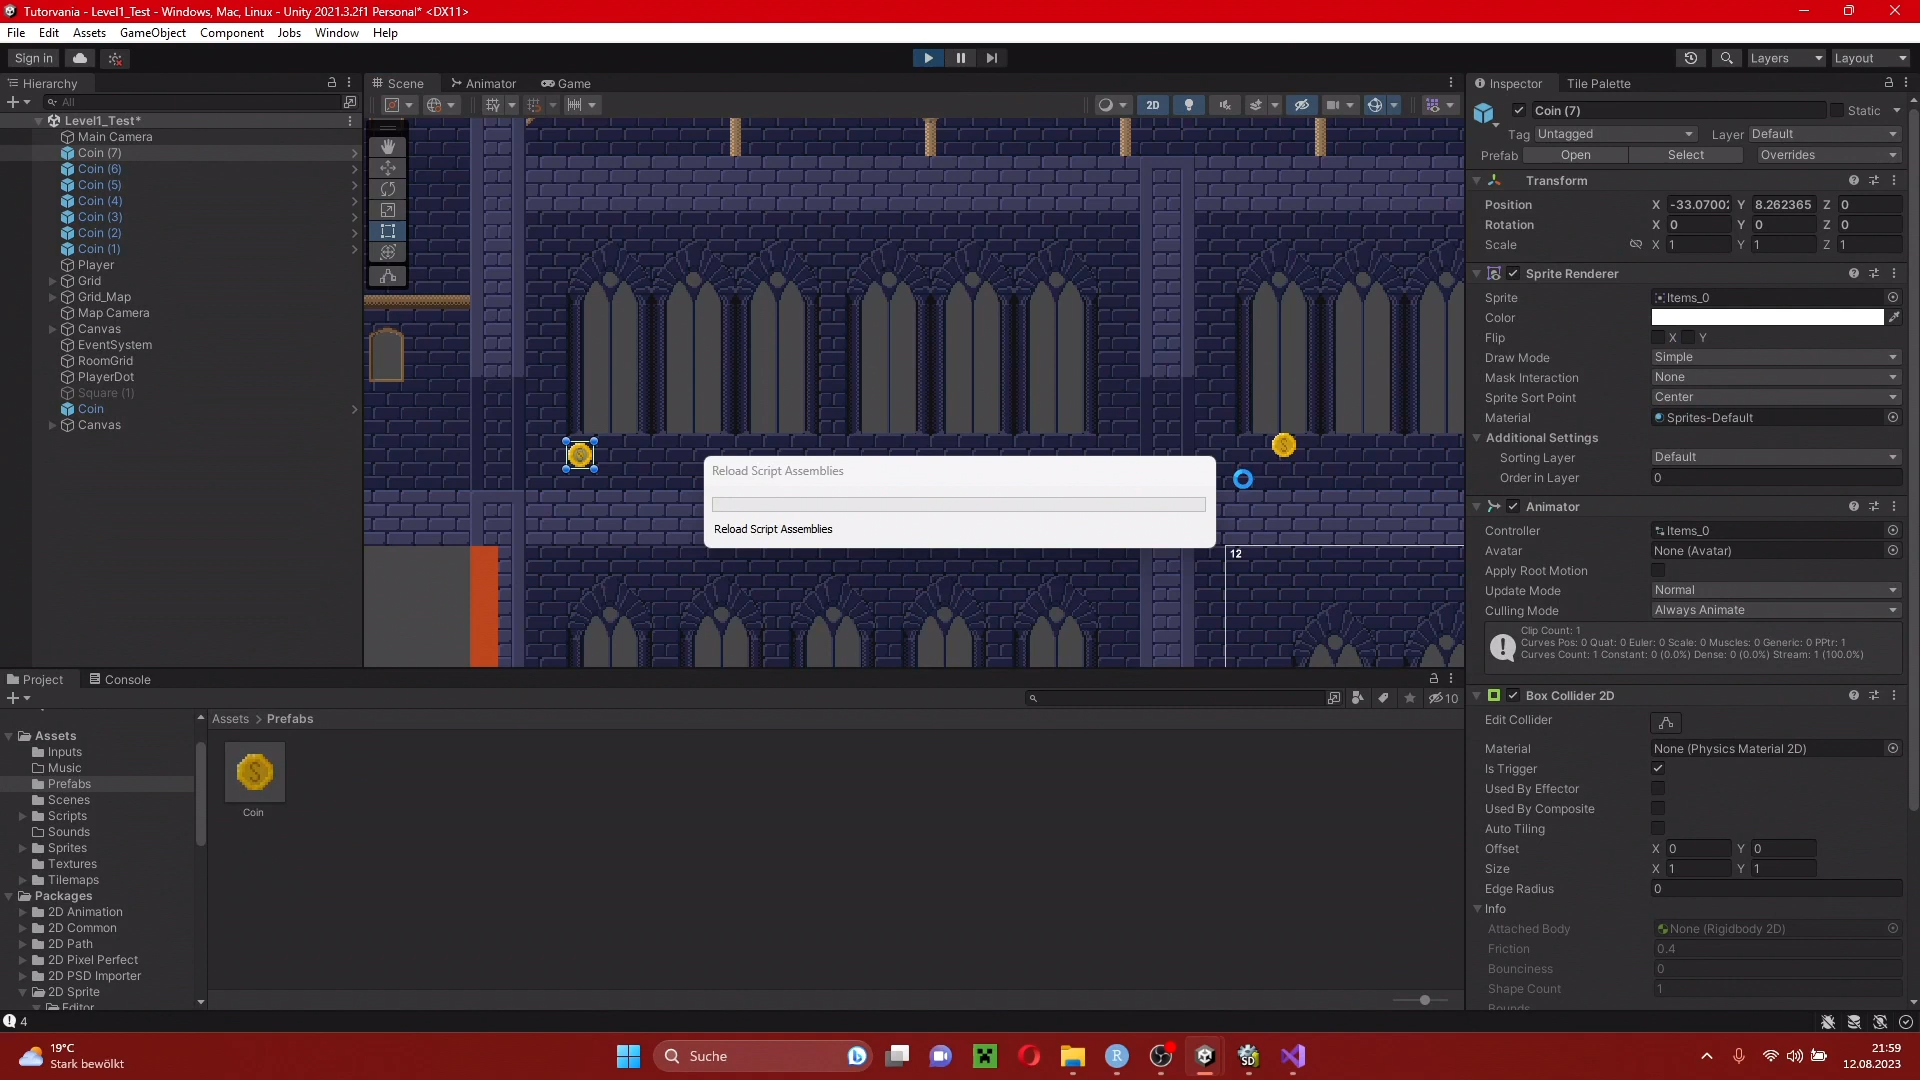 Tutorvania - Level1_Test - Windows, Mac, Linux - Unity 2021.3.2f1 Personal* <DX11>
File Edit Assets GameObject Component Jobs Window Help
Sign in
Layers
Layout
Hierarchy
All
Level1_Test*
Main Camera
Coin (7)
Coin (6)
Coin (5)
Coin (4)
Coin (3)
Coin (2)
Coin (1)
Player
Grid
Grid_Map
Map Camera
Canvas
EventSystem
RoomGrid
PlayerDot
Square (1)
Coin
Canvas
Scene Animator Game
2D
12
Reload Script Assemblies
Reload Script Assemblies
Inspector Tile Palette
Coin (7) Static
Tag Untagged Layer Default
Prefab Open Select Overrides
Transform
Position X -33.07002 Y 8.262365 Z 0
Rotation X 0 Y 0 Z 0
Scale X 1 Y 1 Z 1
Sprite Renderer
Sprite Items_0
Color
Flip X Y
Draw Mode Simple
Mask Interaction None
Sprite Sort Point Center
Material Sprites-Default
Additional Settings
Sorting Layer Default
Order in Layer 0
Animator
Controller Items_0
Avatar None (Avatar)
Apply Root Motion
Update Mode Normal
Culling Mode Always Animate
Clip Count: 1
Curves Pos: 0 Quat: 0 Euler: 0 Scale: 0 Muscles: 0 Generic: 0 PPtr: 1
Curves Count: 1 Constant: 0 (0.0%) Dense: 0 (0.0%) Stream: 1 (100.0%)
Box Collider 2D
Edit Collider
Material None (Physics Material 2D)
Is Trigger
Used By Effector
Used By Composite
Auto Tiling
Offset X 0 Y 0
Size X 1 Y 1
Edge Radius 0
Info
Attached Body None (Rigidbody 2D)
Friction 0.4
Bounciness 0
Shape Count 1
Bounds
Project Console
10
Assets
Inputs
Music
Prefabs
Scenes
Scripts
Sounds
Sprites
Textures
Tilemaps
Packages
2D Animation
2D Common
2D Path
2D Pixel Perfect
2D PSD Importer
2D Sprite
Editor
Assets > Prefabs
Coin
4
19°C
Stark bewölkt
Suche
21:59
12.08.2023